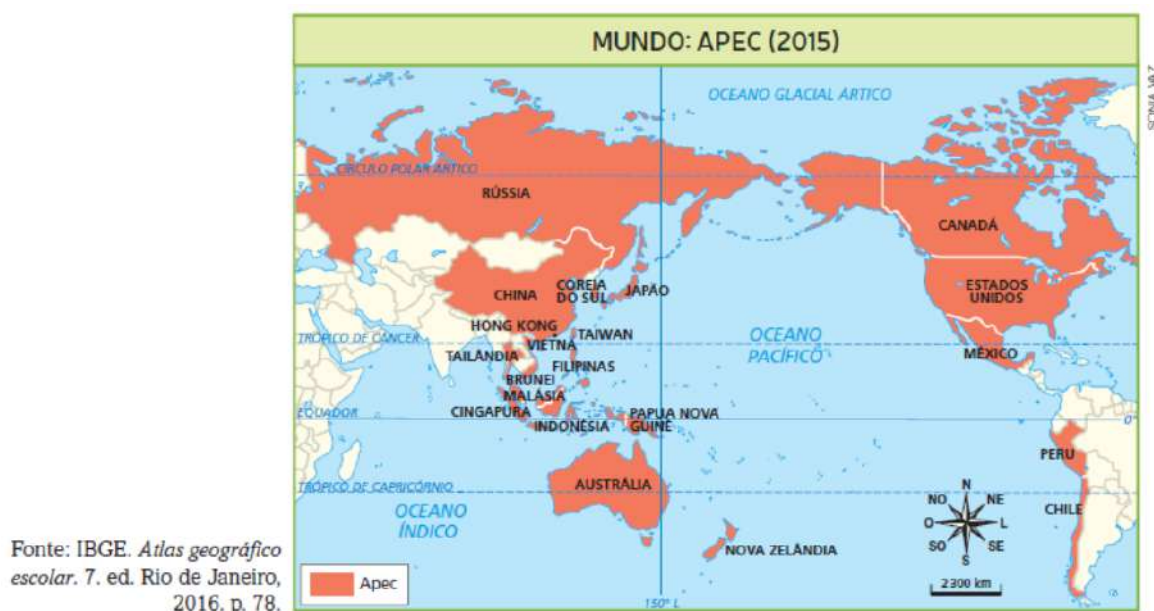 MUNDO: APEC (2015)
OCEANO GLACIAL ÁRTICO
CÍRCULO POLAR ÁRTICO
RÚSSIA
CANADÁ
CHINA
COREIA
DO SUL
JAPÃO
ESTADOS
UNIDOS
HONG KONG
TAIWAN
TRÓPICO DE CÂNCER
VIETNÃ
OCEANO
PACÍFICO
TAILÂNDIA
FILIPINAS
MÉXICO
BRUNEI
MALÁSIA
CINGAPURA
EQUADOR
0°
INDONÉSIA
PAPUA NOVA
GUINÉ
PERU
AUSTRÁLIA
TRÓPICO DE CAPRICÓRNIO
OCEANO
ÍNDICO
CHILE
N
NO NE
O L
SO SE
S
NOVA ZELÂNDIA
2300 km
150° L
Apec
Fonte: IBGE. Atlas geográfico
escolar. 7. ed. Rio de Janeiro,
2016. p. 78.